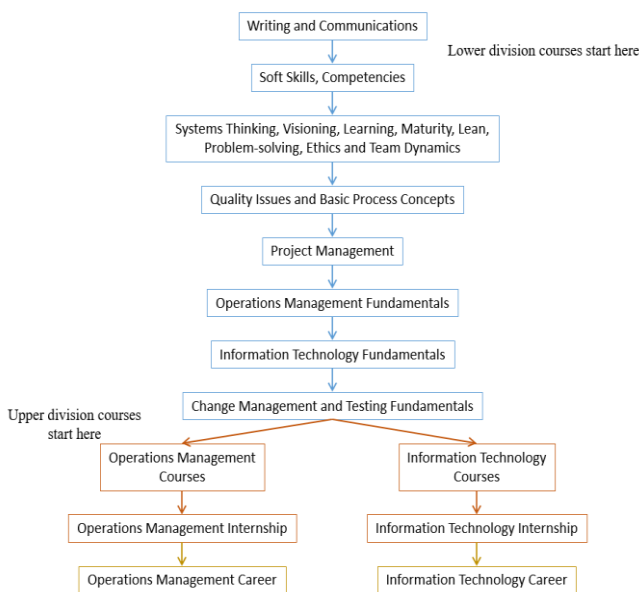 Writing and Communications
Lower division courses start here
Soft Skills, Competencies
Systems Thinking, Visioning, Learning, Maturity, Lean,
Problem-solving, Ethics and Team Dynamics
Quality Issues and Basic Process Concepts
Project Management
Operations Management Fundamentals
Information Technology Fundamentals
Change Management and Testing Fundamentals
Upper division courses
start here
Operations Management
Courses
Information Technology
Courses
Operations Management Internship
Information Technology Internship
Operations Management Career
Information Technology Career